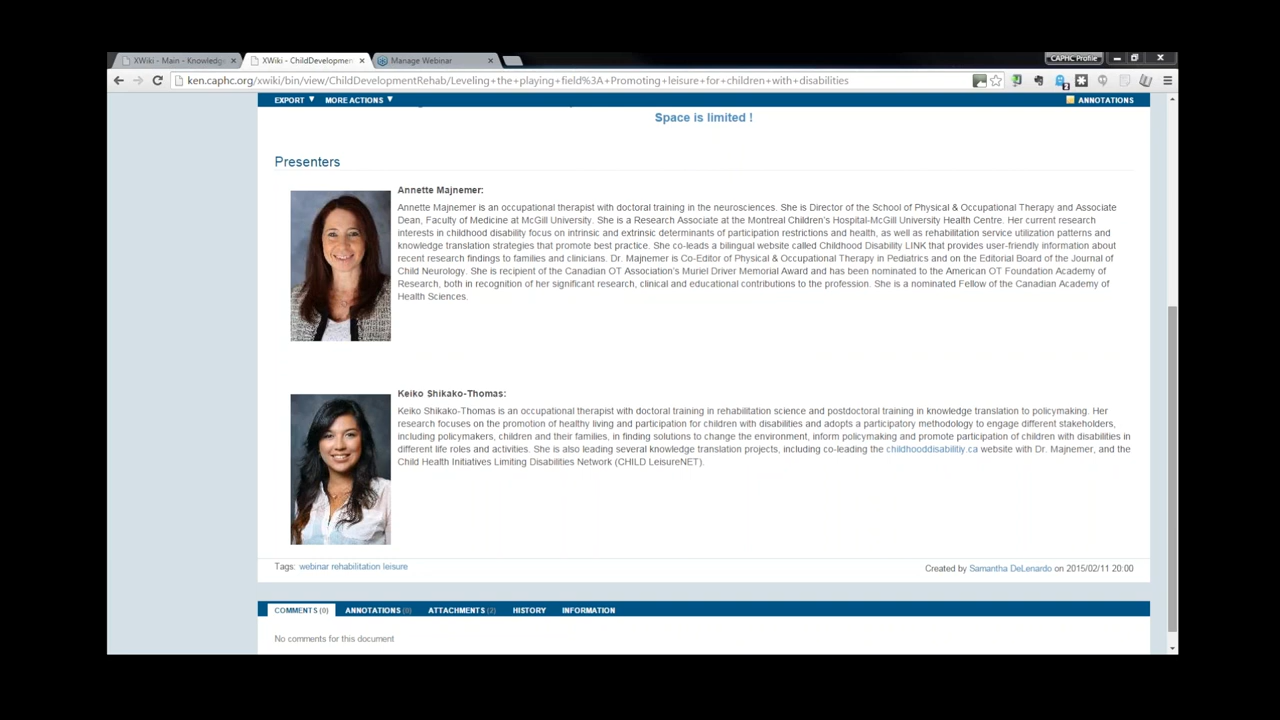 XWiki - Main - Knowledg
XWiki - ChildDevelopmen
Manage Webinar
CAPHC Profile
ken.caphc.org/xwiki/bin/view/ChildDevelopmentRehab/Leveling+the+playing+field%3A+Promoting+leisure+for+children+with+disabilities
EXPORT MORE ACTIONS ANNOTATIONS
Space is limited !
Presenters
Annette Majnemer:
Annette Majnemer is an occupational therapist with doctoral training in the neurosciences. She is Director of the School of Physical & Occupational Therapy and Associate
Dean, Faculty of Medicine at McGill University. She is a Research Associate at the Montreal Children's Hospital-McGill University Health Centre. Her current research
interests in childhood disability focus on intrinsic and extrinsic determinants of participation restrictions and health, as well as rehabilitation service utilization patterns and
knowledge translation strategies that promote best practice. She co-leads a bilingual website called Childhood Disability LINK that provides user-friendly information about
recent research findings to families and clinicians. Dr. Majnemer is Co-Editor of Physical & Occupational Therapy in Pediatrics and on the Editorial Board of the Journal of
Child Neurology. She is recipient of the Canadian OT Association's Muriel Driver Memorial Award and has been nominated to the American OT Foundation Academy of
Research, both in recognition of her significant research, clinical and educational contributions to the profession. She is a nominated Fellow of the Canadian Academy of
Health Sciences.
Keiko Shikako-Thomas:
Keiko Shikako-Thomas is an occupational therapist with doctoral training in rehabilitation science and postdoctoral training in knowledge translation to policymaking. Her
research focuses on the promotion of healthy living and participation for children with disabilities and adopts a participatory methodology to engage different stakeholders,
including policymakers, children and their families, in finding solutions to change the environment, inform policymaking and promote participation of children with disabilities in
different life roles and activities. She is also leading several knowledge translation projects, including co-leading the childhooddisabilitiy.ca website with Dr. Majnemer, and the
Child Health Initiatives Limiting Disabilities Network (CHILD LeisureNET).
Tags: webinar rehabilitation leisure
Created by Samantha DeLenardo on 2015/02/11 20:00
COMMENTS (0) ANNOTATIONS (0) ATTACHMENTS (2) HISTORY INFORMATION
No comments for this document